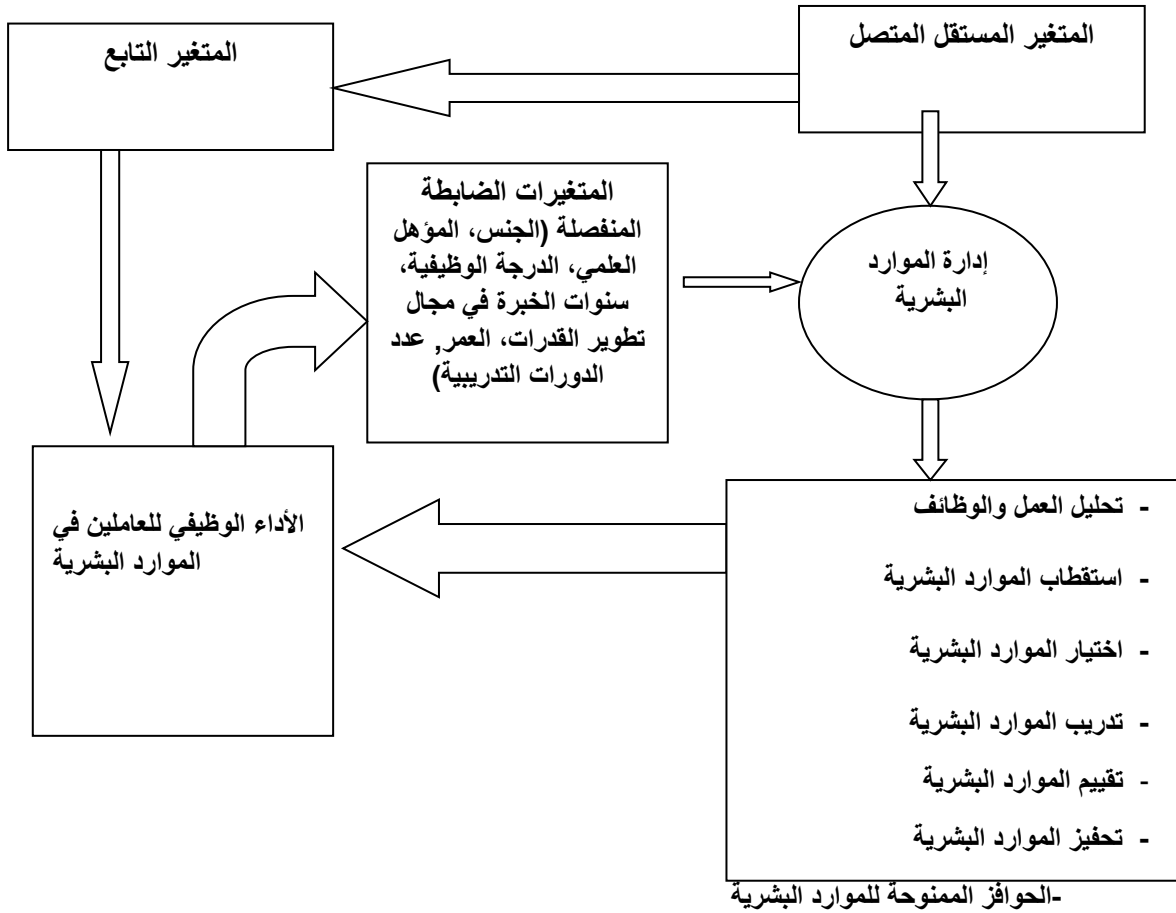 المتغير المستقل المتصل
المتغير التابع
المتغيرات الضابطة
المنفصلة (الجنس، المؤهل
العلمي، الدرجة الوظيفية،
سنوات الخبرة في مجال
تطوير القدرات، العمر, عدد
الدورات التدريبية)
إدارة الموارد
البشرية
الأداء الوظيفي للعاملين في
الموارد البشرية
- تحليل العمل والوظائف
- استقطاب الموارد البشرية
- اختيار الموارد البشرية
- تدريب الموارد البشرية
- تقييم الموارد البشرية
- تحفيز الموارد البشرية
-الحوافز الممنوحة للموارد البشرية